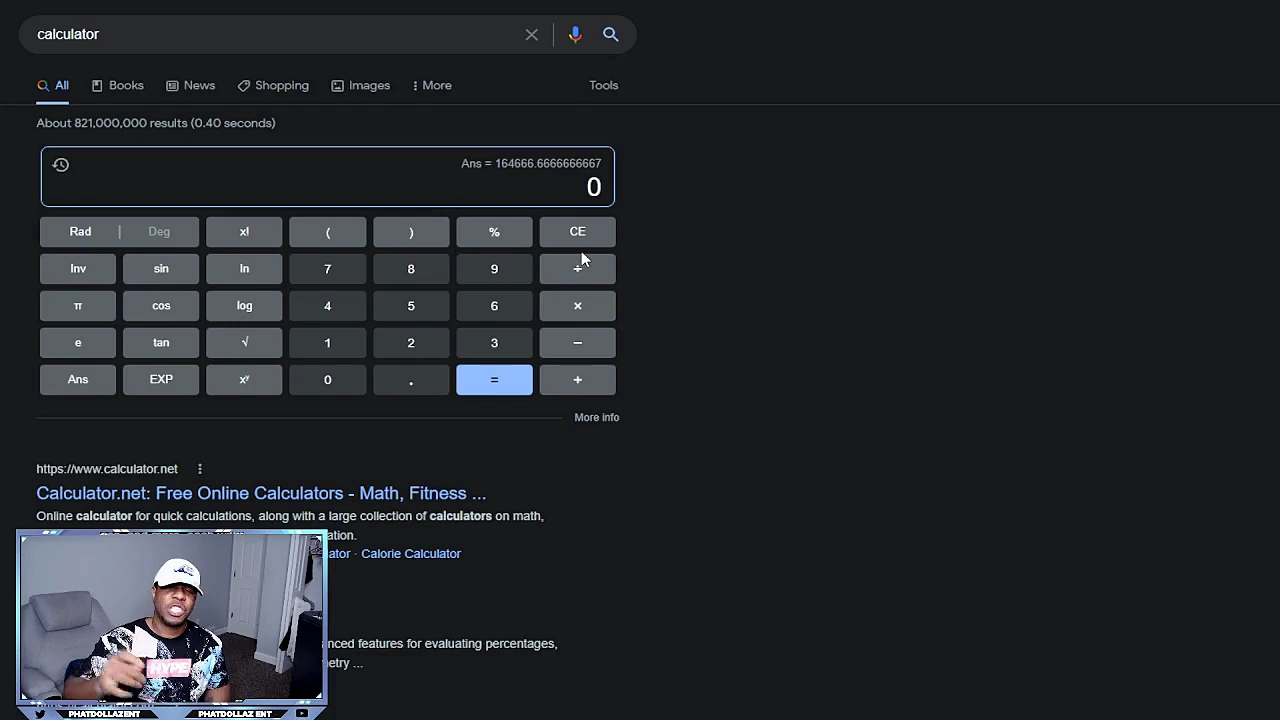 calculator
All Books News Shopping Images More Tools
About 821,000,000 results (0.40 seconds)
Ans = 164666.6666666667
0
Rad | Deg x! ( ) % CE
Inv sin ln 7 8 9 ÷
π cos log 4 5 6 ×
e tan √ 1 2 3 −
Ans EXP xʸ 0 . = +
More info
https://www.calculator.net
Calculator.net: Free Online Calculators - Math, Fitness ...
Online calculator for quick calculations, along with a large collection of calculators on math,
ation.
ator · Calorie Calculator
nced features for evaluating percentages,
etry ...
HYPE
PHATDOLLAZENT PHATDOLLAZ ENT